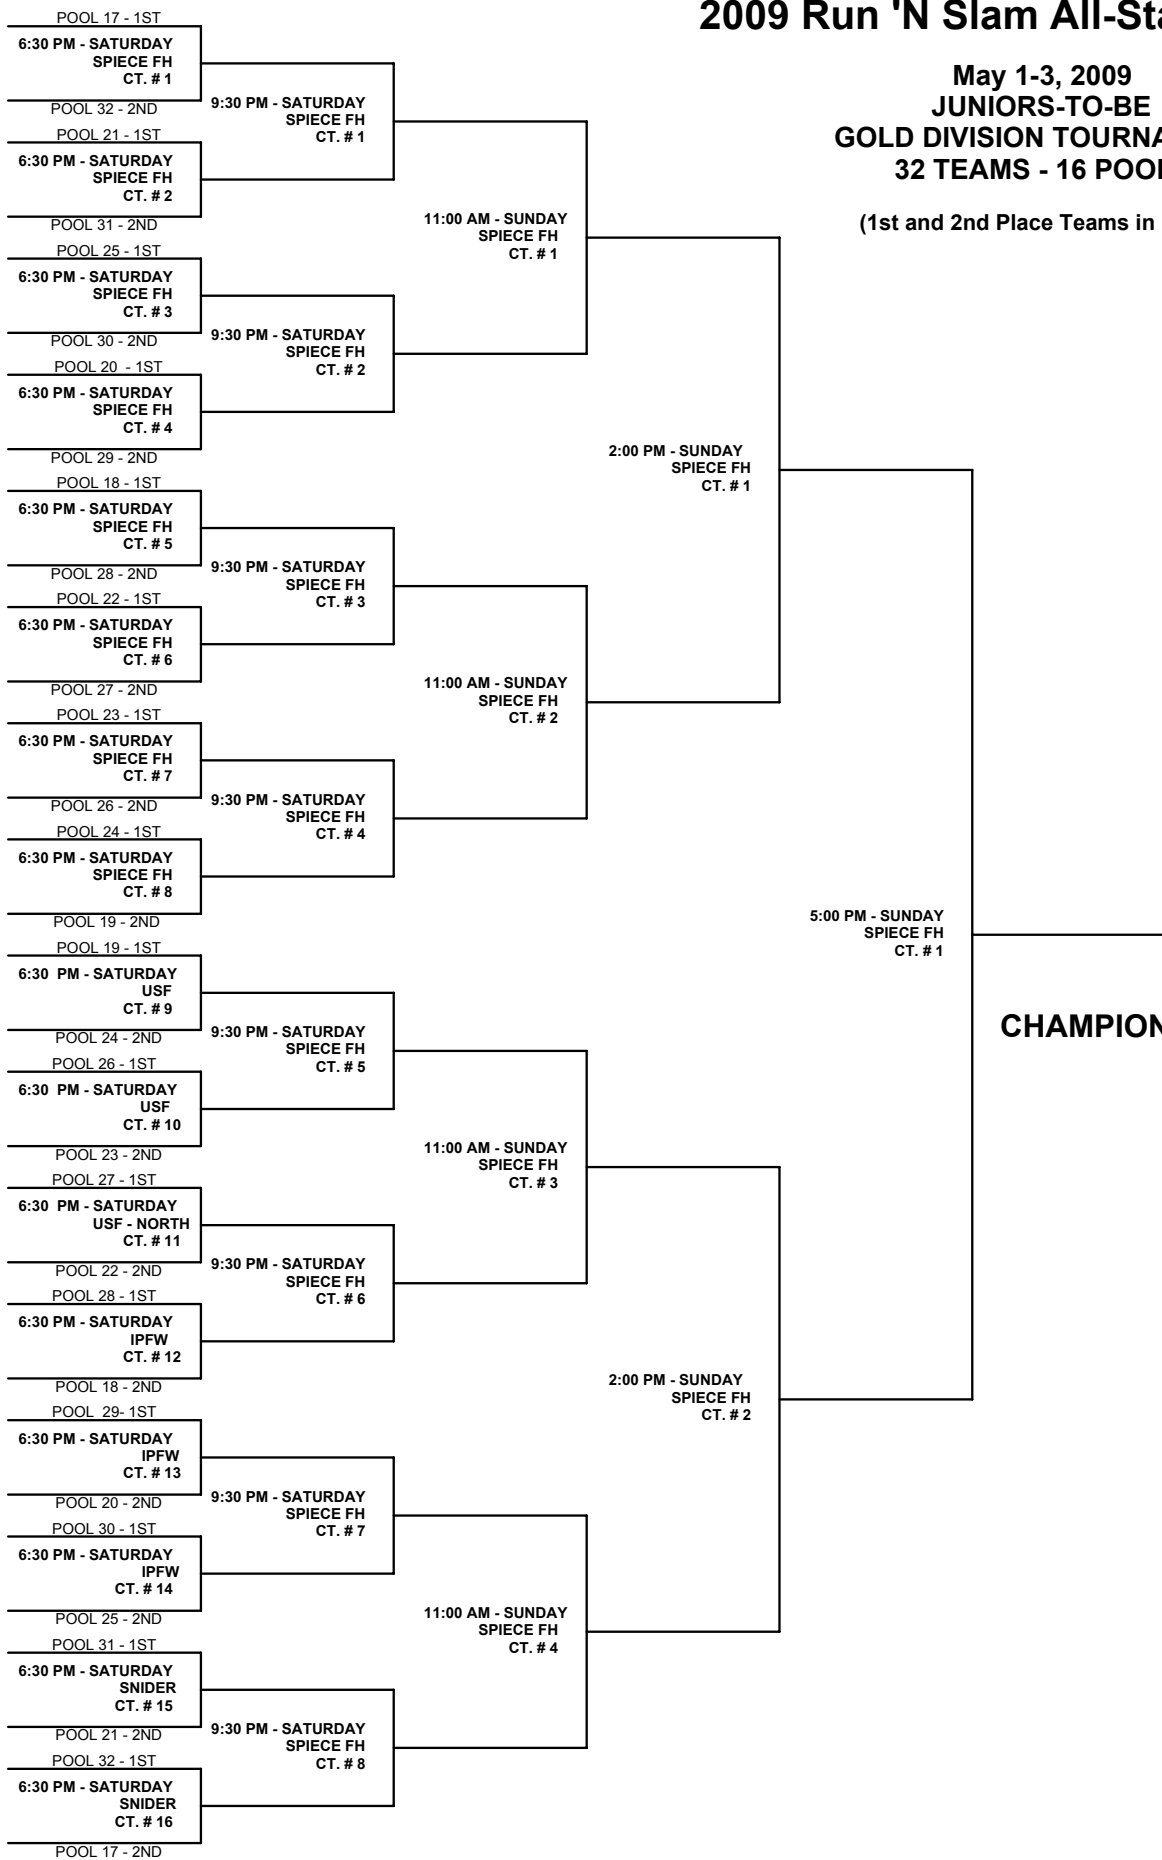 2009 Run 'N Slam All-Sta
May 1-3, 2009
JUNIORS-TO-BE
GOLD DIVISION TOURNA
32 TEAMS - 16 POOL
(1st and 2nd Place Teams in
POOL 17 - 1ST
6:30 PM - SATURDAY
SPIECE FH
CT. # 1
POOL 32 - 2ND
POOL 21 - 1ST
6:30 PM - SATURDAY
SPIECE FH
CT. # 2
POOL 31 - 2ND
POOL 25 - 1ST
6:30 PM - SATURDAY
SPIECE FH
CT. # 3
POOL 30 - 2ND
POOL 20 - 1ST
6:30 PM - SATURDAY
SPIECE FH
CT. # 4
POOL 29 - 2ND
POOL 18 - 1ST
6:30 PM - SATURDAY
SPIECE FH
CT. # 5
POOL 28 - 2ND
POOL 22 - 1ST
6:30 PM - SATURDAY
SPIECE FH
CT. # 6
POOL 27 - 2ND
POOL 23 - 1ST
6:30 PM - SATURDAY
SPIECE FH
CT. # 7
POOL 26 - 2ND
POOL 24 - 1ST
6:30 PM - SATURDAY
SPIECE FH
CT. # 8
POOL 19 - 2ND
POOL 19 - 1ST
6:30 PM - SATURDAY
USF
CT. # 9
POOL 24 - 2ND
POOL 26 - 1ST
6:30 PM - SATURDAY
USF
CT. # 10
POOL 23 - 2ND
POOL 27 - 1ST
6:30 PM - SATURDAY
USF - NORTH
CT. # 11
POOL 22 - 2ND
POOL 28 - 1ST
6:30 PM - SATURDAY
IPFW
CT. # 12
POOL 18 - 2ND
POOL 29- 1ST
6:30 PM - SATURDAY
IPFW
CT. # 13
POOL 20 - 2ND
POOL 30 - 1ST
6:30 PM - SATURDAY
IPFW
CT. # 14
POOL 25 - 2ND
POOL 31 - 1ST
6:30 PM - SATURDAY
SNIDER
CT. # 15
POOL 21 - 2ND
POOL 32 - 1ST
6:30 PM - SATURDAY
SNIDER
CT. # 16
POOL 17 - 2ND
9:30 PM - SATURDAY
SPIECE FH
CT. # 1
9:30 PM - SATURDAY
SPIECE FH
CT. # 2
9:30 PM - SATURDAY
SPIECE FH
CT. # 3
9:30 PM - SATURDAY
SPIECE FH
CT. # 4
9:30 PM - SATURDAY
SPIECE FH
CT. # 5
9:30 PM - SATURDAY
SPIECE FH
CT. # 6
9:30 PM - SATURDAY
SPIECE FH
CT. # 7
9:30 PM - SATURDAY
SPIECE FH
CT. # 8
11:00 AM - SUNDAY
SPIECE FH
CT. # 1
11:00 AM - SUNDAY
SPIECE FH
CT. # 2
11:00 AM - SUNDAY
SPIECE FH
CT. # 3
11:00 AM - SUNDAY
SPIECE FH
CT. # 4
2:00 PM - SUNDAY
SPIECE FH
CT. # 1
2:00 PM - SUNDAY
SPIECE FH
CT. # 2
5:00 PM - SUNDAY
SPIECE FH
CT. # 1
CHAMPION